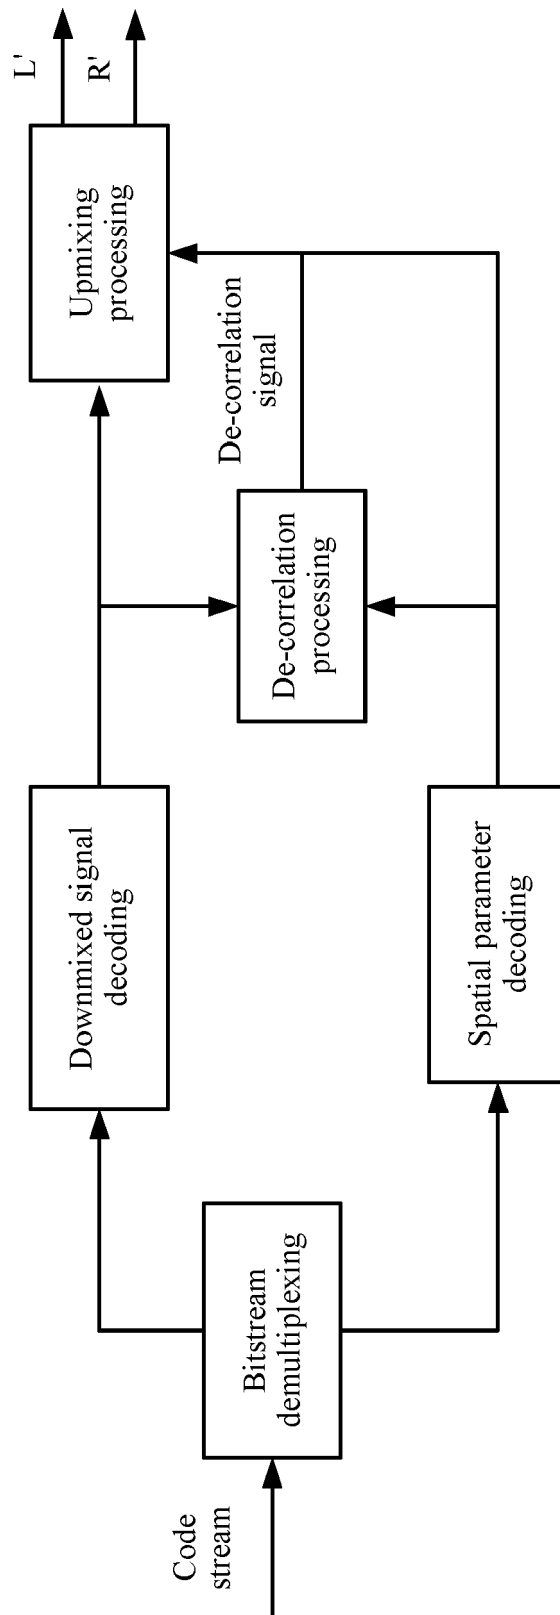 Code
stream
Bitstream
demultiplexing
Downmixed signal
decoding
Spatial parameter
decoding
De-correlation
processing
De-correlation
signal
Upmixing
processing
L'
R'